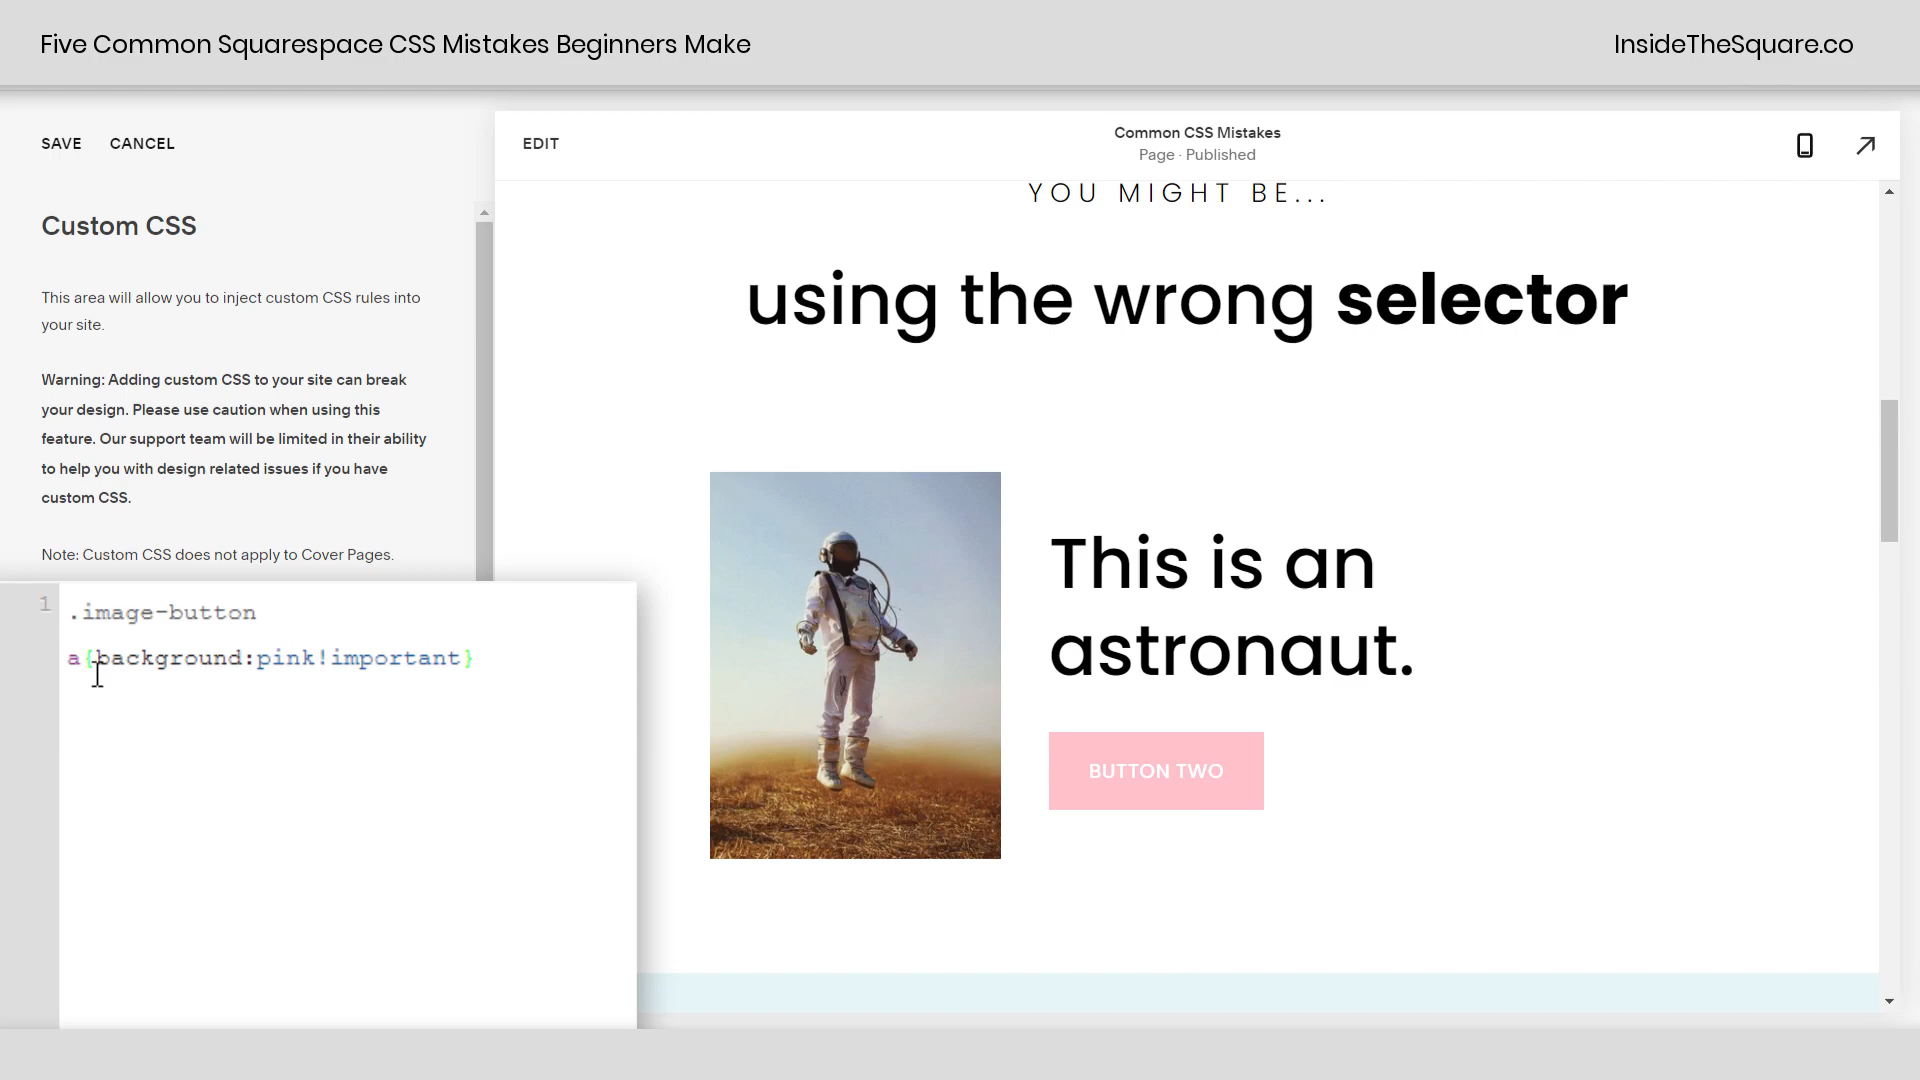 Five Common Squarespace CSS Mistakes Beginners Make
InsideTheSquare.co
SAVE
CANCEL
EDIT
Common CSS Mistakes
Page · Published
Custom CSS
This area will allow you to inject custom CSS rules into
your site.
Warning: Adding custom CSS to your site can break
your design. Please use caution when using this
feature. Our support team will be limited in their ability
to help you with design related issues if you have
custom CSS.
Note: Custom CSS does not apply to Cover Pages.
1
.image-button
a{background:pink!important}
YOU MIGHT BE...
using the wrong selector
This is an
astronaut.
BUTTON TWO